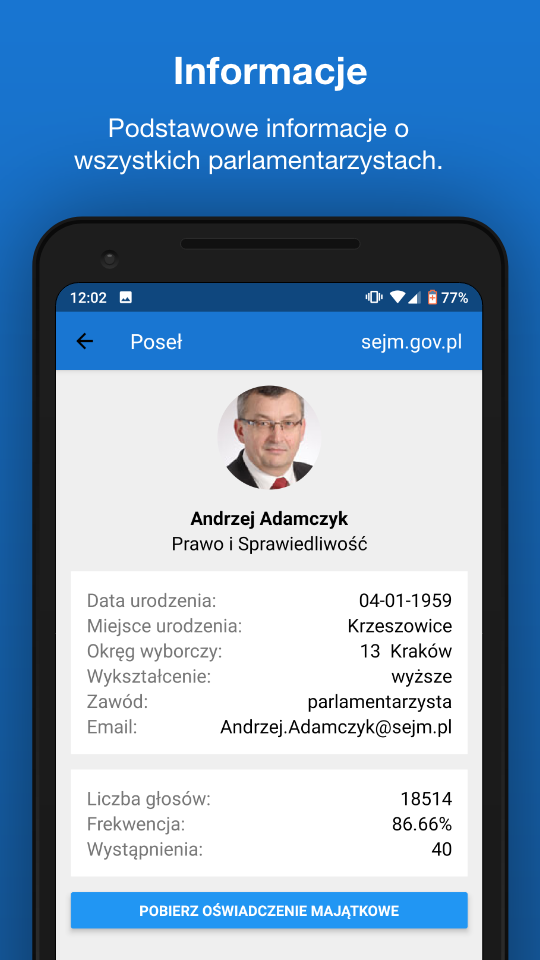 Informacje
Podstawowe informacje o
wszystkich parlamentarzystach.
12:02 77%
Poseł sejm.gov.pl
Andrzej Adamczyk
Prawo i Sprawiedliwość
Data urodzenia: 04-01-1959
Miejsce urodzenia: Krzeszowice
Okręg wyborczy: 13 Kraków
Wykształcenie: wyższe
Zawód: parlamentarzysta
Email: Andrzej.Adamczyk@sejm.pl
Liczba głosów: 18514
Frekwencja: 86.66%
Wystąpnienia: 40
POBIERZ OŚWIADCZENIE MAJĄTKOWE